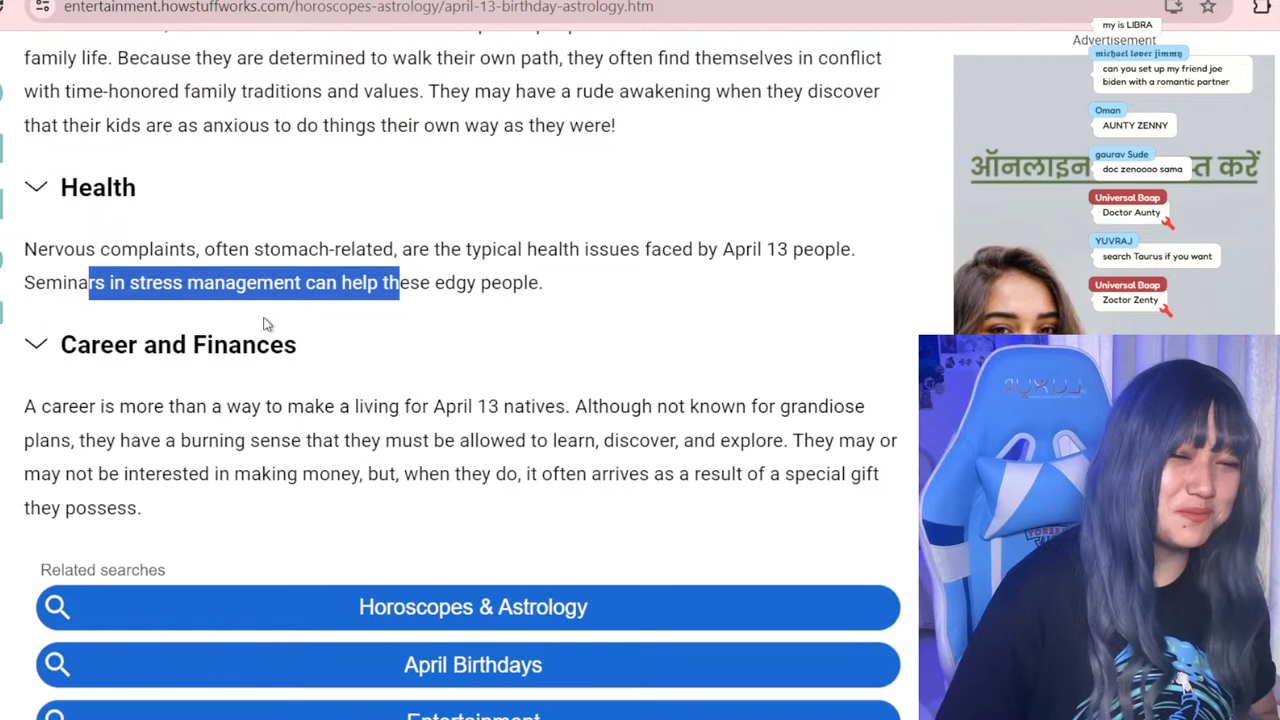 entertainment.howstuffworks.com/horoscopes-astrology/april-13-birthday-astrology.htm
family life. Because they are determined to walk their own path, they often find themselves in conflict
with time-honored family traditions and values. They may have a rude awakening when they discover
that their kids are as anxious to do things their own way as they were!
Health
Nervous complaints, often stomach-related, are the typical health issues faced by April 13 people.
Seminars in stress management can help these edgy people.
Career and Finances
A career is more than a way to make a living for April 13 natives. Although not known for grandiose
plans, they have a burning sense that they must be allowed to learn, discover, and explore. They may or
may not be interested in making money, but, when they do, it often arrives as a result of a special gift
they possess.
Related searches
Horoscopes & Astrology
April Birthdays
Entertainment
my is LIBRA
Advertisement
michael lover jimmy
can you set up my friend joe
biden with a romantic partner
Oman
AUNTY ZENNY
ऑनलाइन
करें
gaurav Sude
doc zenoooo sama
Universal Baap
Doctor Aunty
YUVRAJ
search Taurus if you want
Universal Baap
Zoctor Zenty